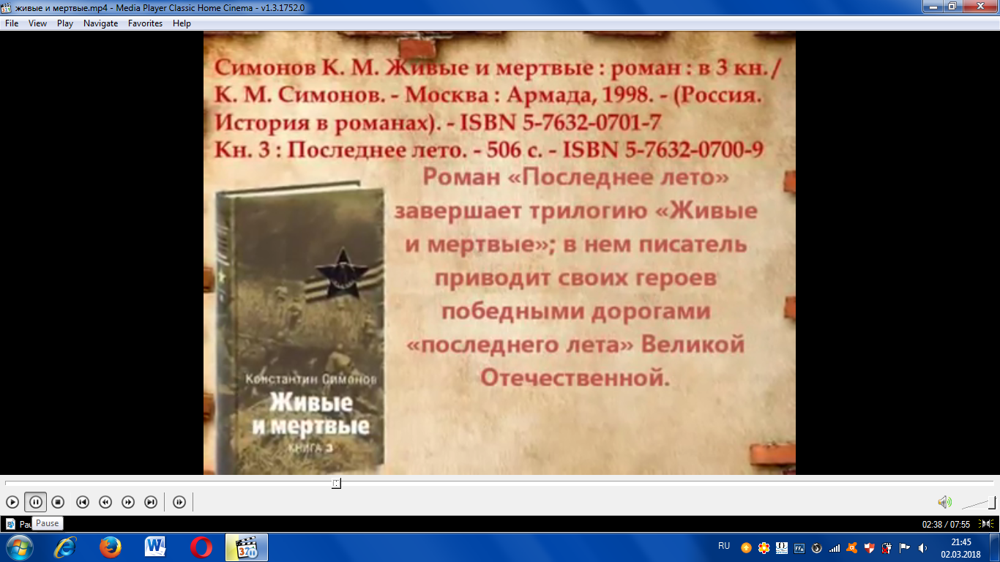 живые и мертвые.mp4 - Media Player Classic Home Cinema - v1.3.1752.0
File View Play Navigate Favorites Help
Симонов К. М. Живые и мертвые : роман : в 3 кн. /
К. М. Симонов. - Москва : Армада, 1998. - (Россия.
История в романах). - ISBN 5-7632-0701-7
Кн. 3 : Последнее лето. - 506 с. - ISBN 5-7632-0700-9
Роман «Последнее лето»
завершает трилогию «Живые
и мертвые»; в нем писатель
приводит своих героев
победными дорогами
«последнего лета» Великой
Отечественной.
Константин Симонов
Живые
и мертвые
КНИГА 3
Pau
Pause
02:38 / 07:55
RU
21:45
02.03.2018